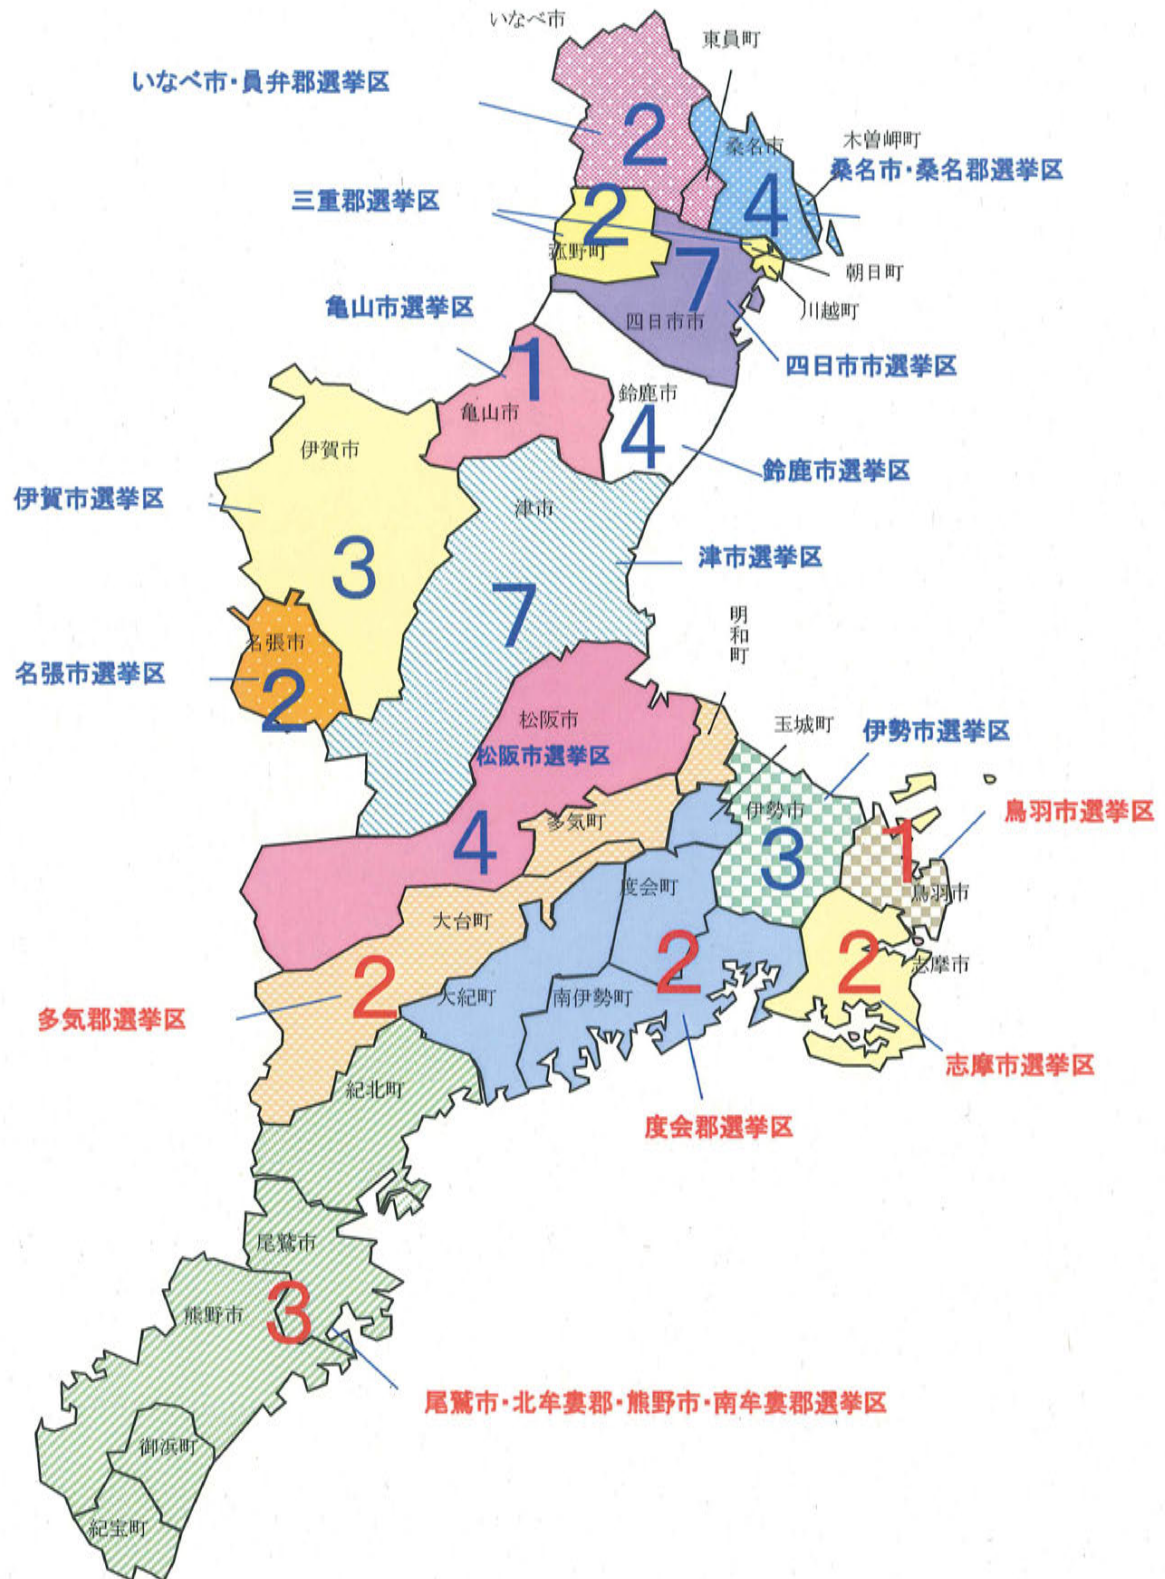 いなべ市
東員町
いなべ市・員弁郡選挙区
2
桑名市
木曽岬町
桑名市・桑名郡選挙区
4
三重郡選挙区
2
菰野町
7
朝日町
川越町
亀山市選挙区
四日市市
四日市市選挙区
1
亀山市
鈴鹿市
4
鈴鹿市選挙区
伊賀市
伊賀市選挙区
3
津市
津市選挙区
7
明和町
名張市
名張市選挙区
2
松阪市
松阪市選挙区
4
玉城町
伊勢市選挙区
伊勢市
3
鳥羽市選挙区
1
鳥羽市
多気町
度会町
大台町
2
2
2
志摩市
大紀町
南伊勢町
多気郡選挙区
志摩市選挙区
紀北町
度会郡選挙区
尾鷲市
熊野市
3
尾鷲市・北牟婁郡・熊野市・南牟婁郡選挙区
御浜町
紀宝町